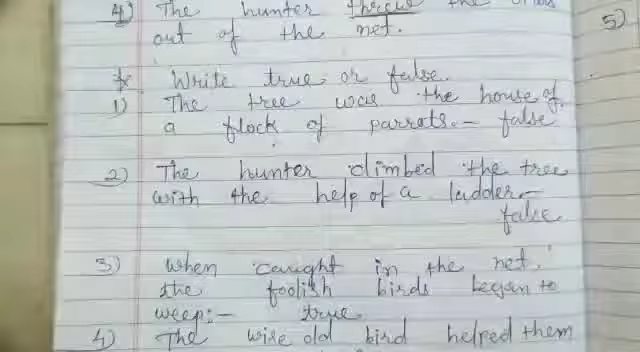 4) The hunter threw the
out of the net.
5)
* Write true or false.
1) The tree was the house of
a flock of parrots. – false
2) The hunter climbed the tree
with the help of a ladder –
false
3) When caught in the net,
the foolish birds began to
weep:– true
4) The wise old bird helped them